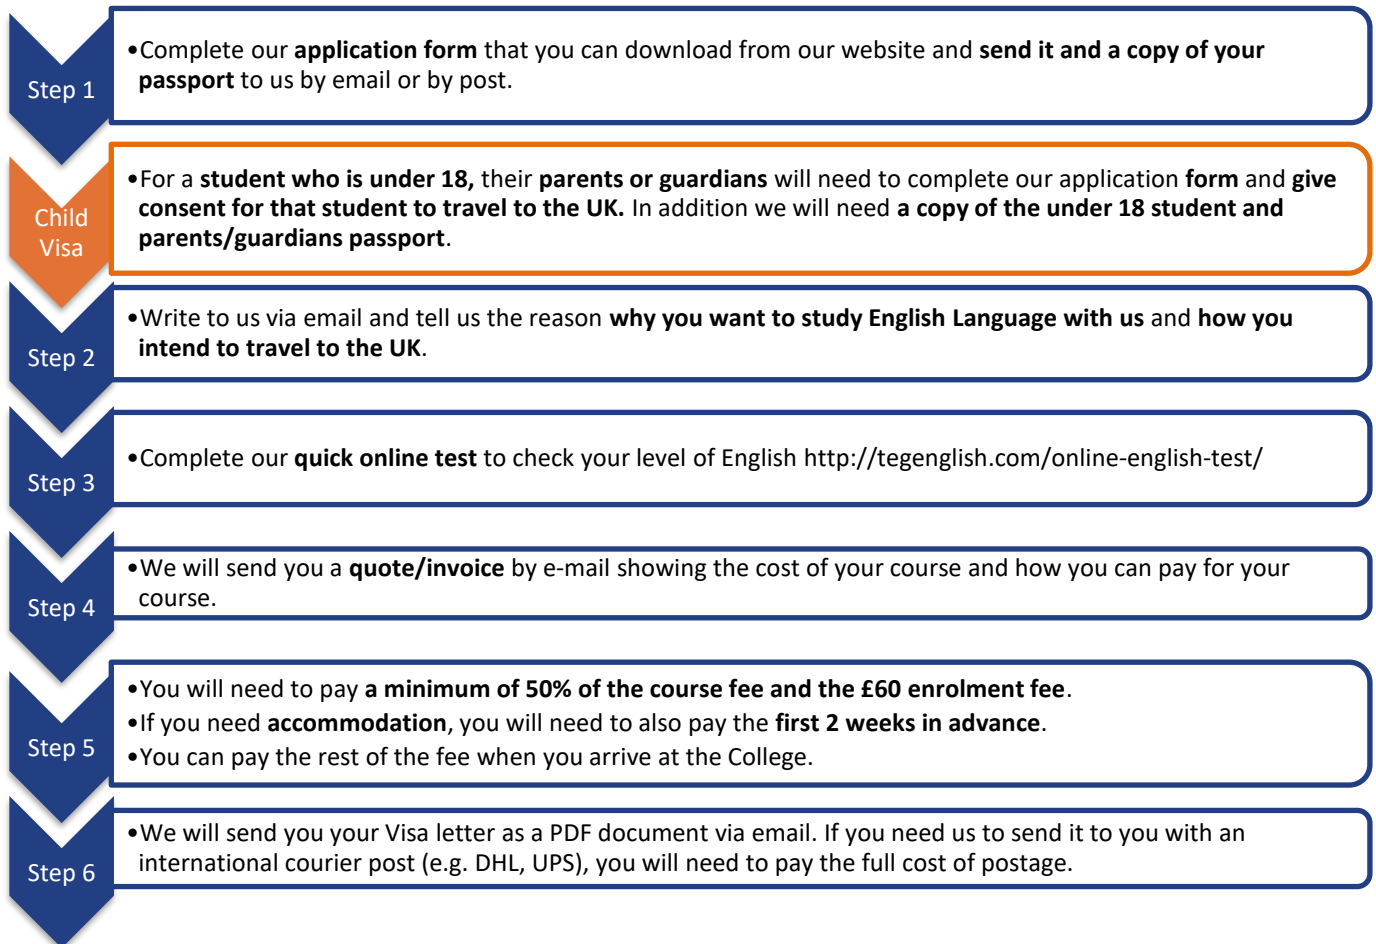 Step 1
•Complete our application form that you can download from our website and send it and a copy of your
passport to us by email or by post.
Child
Visa
•For a student who is under 18, their parents or guardians will need to complete our application form and give
consent for that student to travel to the UK. In addition we will need a copy of the under 18 student and
parents/guardians passport.
Step 2
•Write to us via email and tell us the reason why you want to study English Language with us and how you
intend to travel to the UK.
Step 3
•Complete our quick online test to check your level of English http://tegenglish.com/online-english-test/
Step 4
•We will send you a quote/invoice by e-mail showing the cost of your course and how you can pay for your
course.
Step 5
•You will need to pay a minimum of 50% of the course fee and the £60 enrolment fee.
•If you need accommodation, you will need to also pay the first 2 weeks in advance.
•You can pay the rest of the fee when you arrive at the College.
Step 6
•We will send you your Visa letter as a PDF document via email. If you need us to send it to you with an
international courier post (e.g. DHL, UPS), you will need to pay the full cost of postage.